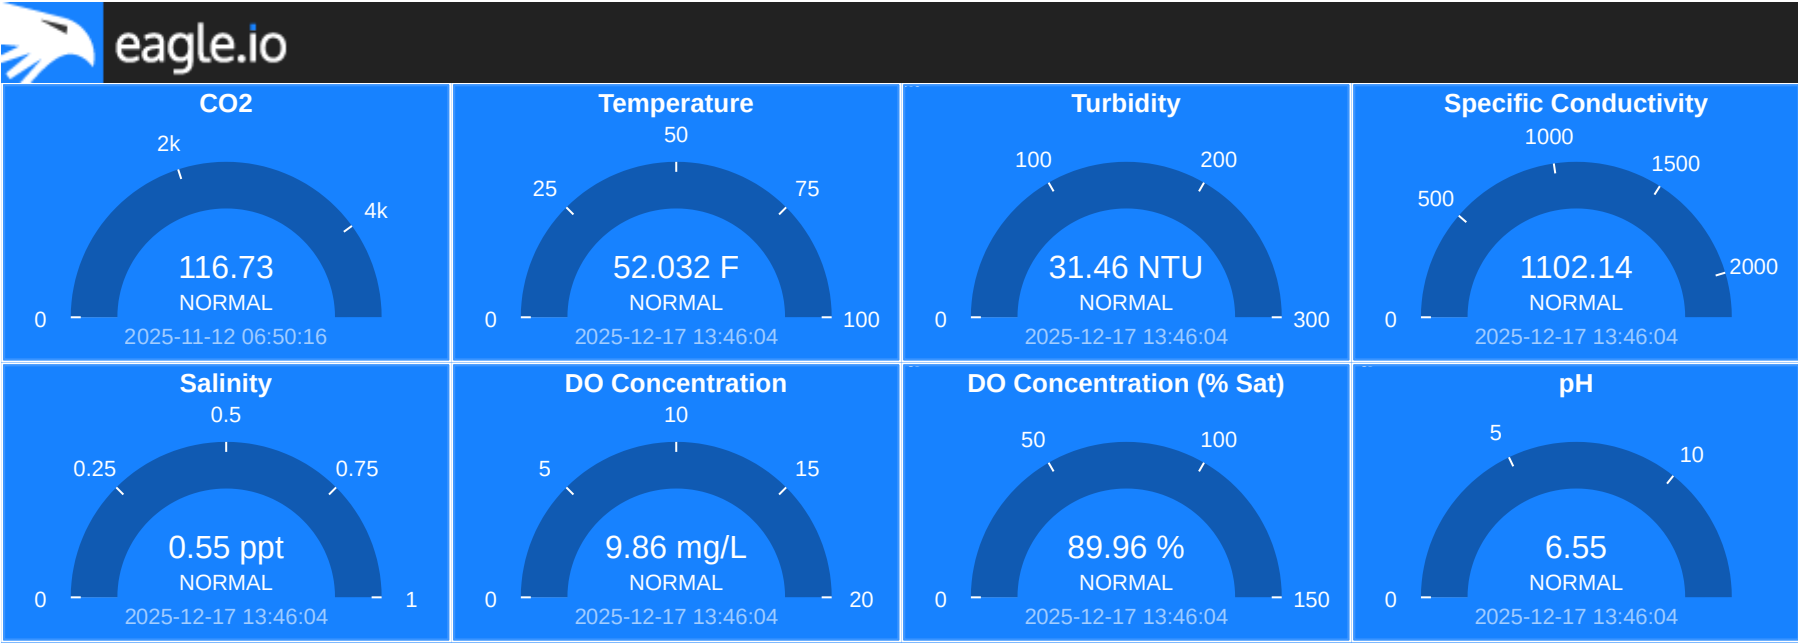 eagle.io
CO2
2k
4k
116.73
NORMAL
0
2025-11-12 06:50:16
Temperature
50
25
75
52.032 F
NORMAL
0
100
2025-12-17 13:46:04
Turbidity
100
200
31.46 NTU
NORMAL
0
300
2025-12-17 13:46:04
Specific Conductivity
1000
1500
500
2000
1102.14
NORMAL
0
2025-12-17 13:46:04
Salinity
0.5
0.25
0.75
0.55 ppt
NORMAL
0
1
2025-12-17 13:46:04
DO Concentration
10
5
15
9.86 mg/L
NORMAL
0
20
2025-12-17 13:46:04
DO Concentration (% Sat)
50
100
89.96 %
NORMAL
0
150
2025-12-17 13:46:04
pH
5
10
6.55
NORMAL
0
2025-12-17 13:46:04